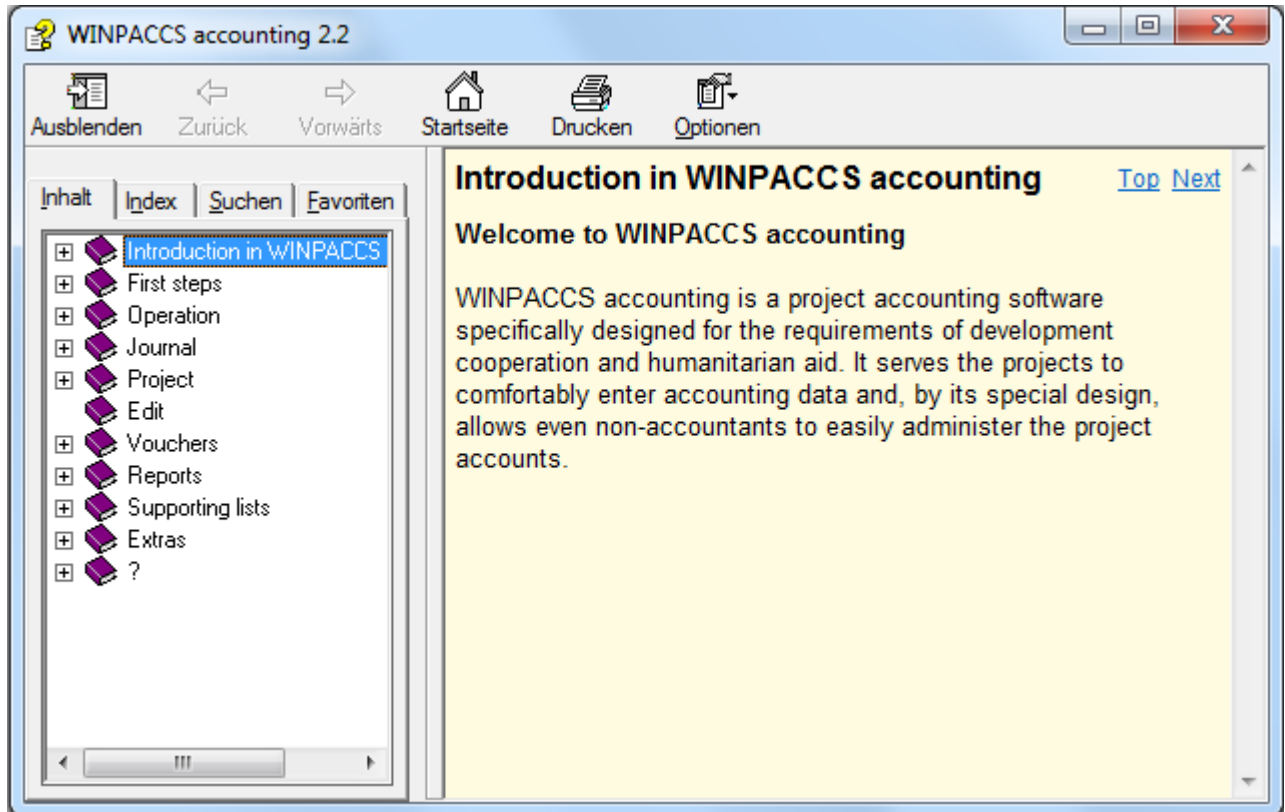 WINPACCS accounting 2.2
Ausblenden Zurück Vorwärts Startseite Drucken Optionen
Inhalt Index Suchen Favoriten
Introduction in WINPACCS
First steps
Operation
Journal
Project
Edit
Vouchers
Reports
Supporting lists
Extras
?
Introduction in WINPACCS accounting Top Next
Welcome to WINPACCS accounting
WINPACCS accounting is a project accounting software
specifically designed for the requirements of development
cooperation and humanitarian aid. It serves the projects to
comfortably enter accounting data and, by its special design,
allows even non-accountants to easily administer the project
accounts.